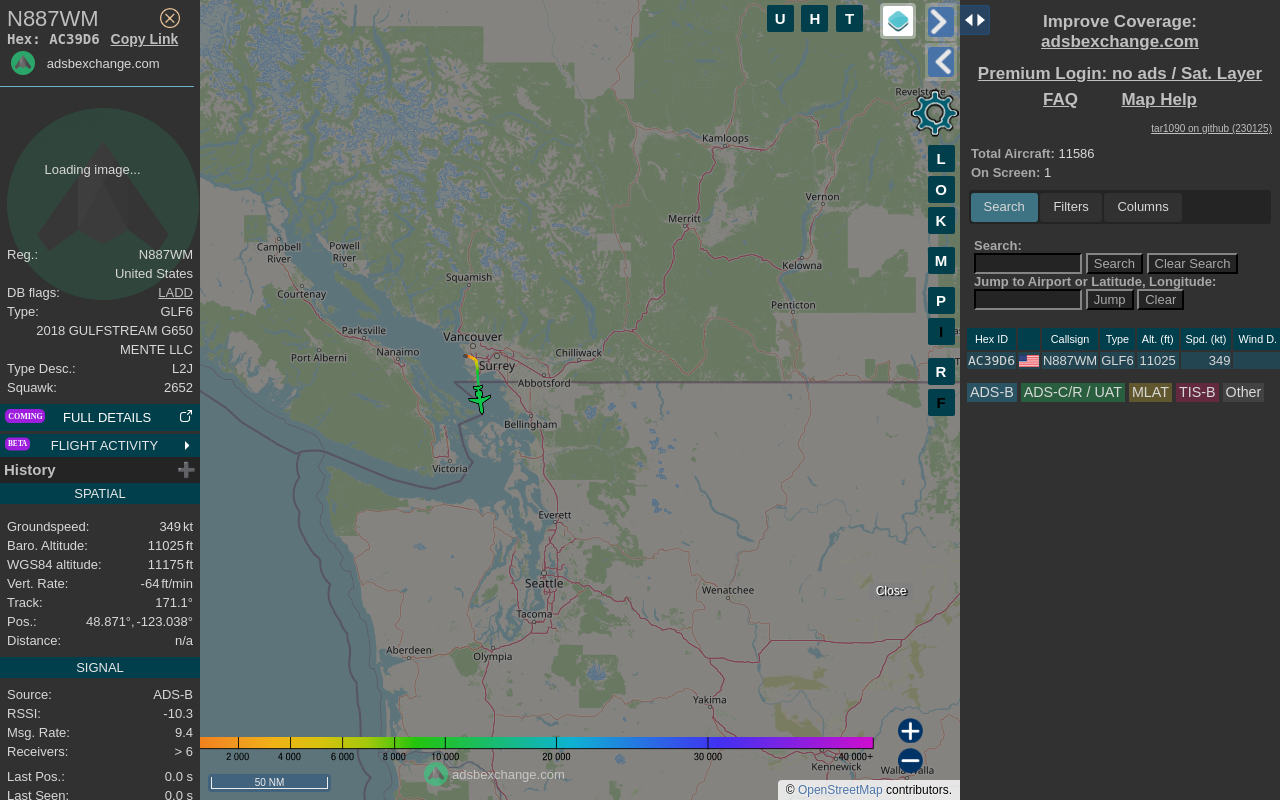 N887WM
Hex: AC39D6 Copy Link
adsbexchange.com
Loading image...
Reg.: N887WM
United States
DB flags: LADD
Type: GLF6
2018 GULFSTREAM G650
MENTE LLC
Type Desc.: L2J
Squawk: 2652
COMING FULL DETAILS
BETA FLIGHT ACTIVITY
History
SPATIAL
Groundspeed: 349 kt
Baro. Altitude: 11025 ft
WGS84 altitude: 11175 ft
Vert. Rate: -64 ft/min
Track: 171.1°
Pos.: 48.871°, -123.038°
Distance: n/a
SIGNAL
Source: ADS-B
RSSI: -10.3
Msg. Rate: 9.4
Receivers: > 6
Last Pos.: 0.0 s
Last Seen: 0.0 s
U H T
L
O
K
M
P
I
R
F
Revelstoke
Kamloops
Vernon
Merritt
Kelowna
Penticton
Campbell
River
Powell
River
Squamish
Courtenay
Parksville
Vancouver
Nanaimo
Port Alberni
Surrey
Chilliwack
Abbotsford
Bellingham
Victoria
Everett
Seattle
Wenatchee
Close
Tacoma
Aberdeen
Olympia
Yakima
Kennewick
Walla Walla
2 000 4 000 6 000 8 000 10 000 20 000 30 000 40 000+
50 NM
adsbexchange.com
© OpenStreetMap contributors.
Improve Coverage:
adsbexchange.com
Premium Login: no ads / Sat. Layer
FAQ Map Help
tar1090 on github (230125)
Total Aircraft: 11586
On Screen: 1
Search Filters Columns
Search:
Search Clear Search
Jump to Airport or Latitude, Longitude:
Jump Clear
Hex ID Callsign Type Alt. (ft) Spd. (kt) Wind D.
AC39D6 N887WM GLF6 11025 349
ADS-B ADS-C/R / UAT MLAT TIS-B Other